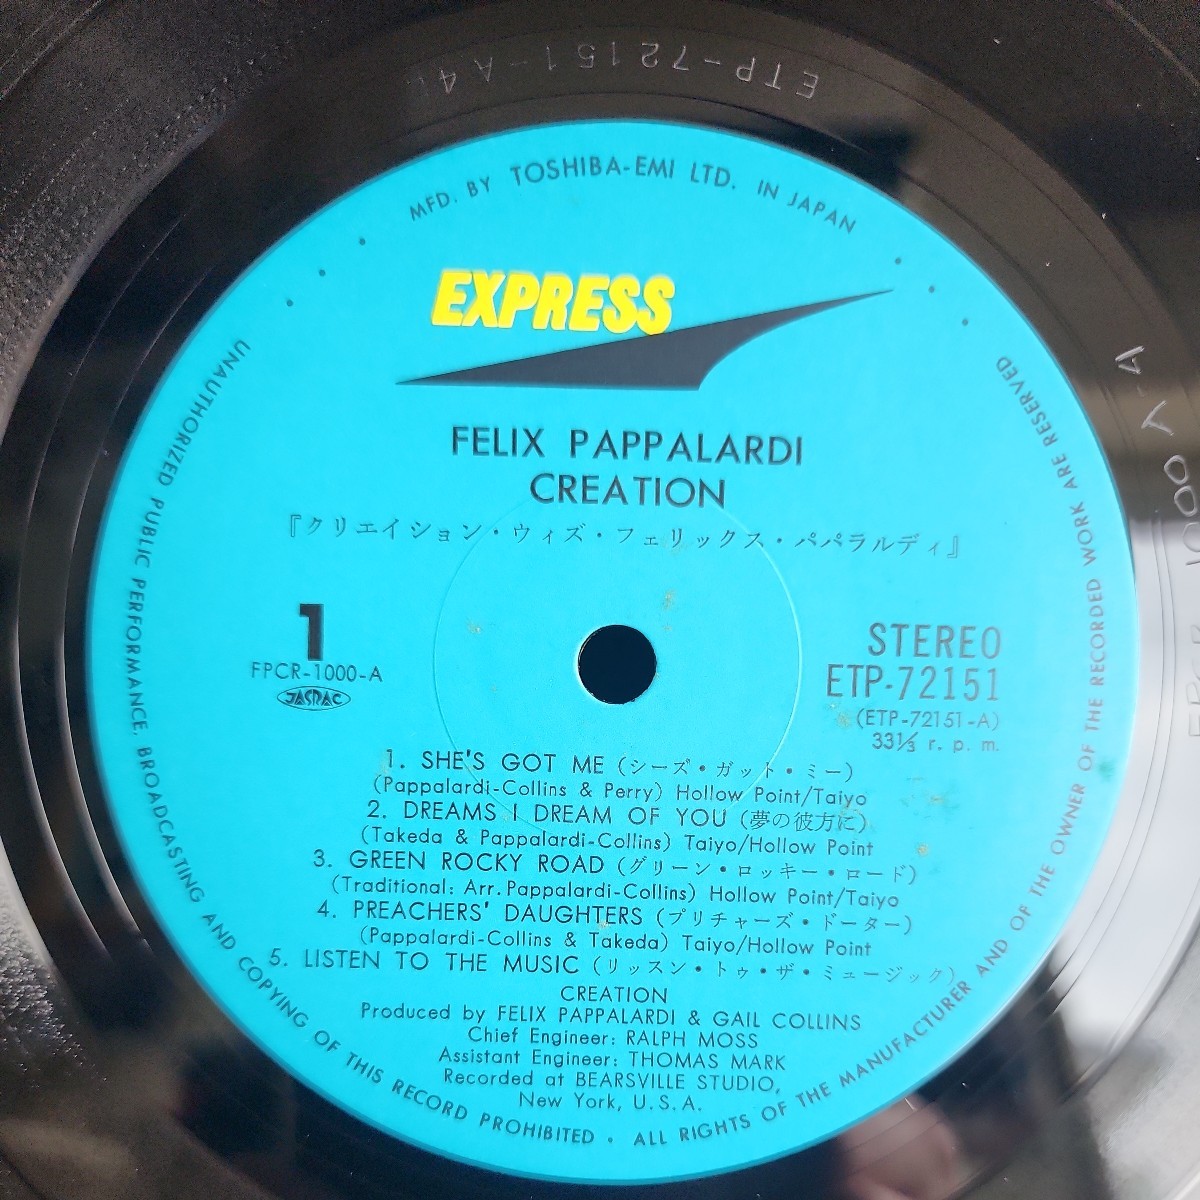 ETP-72151-A4
MFD. BY TOSHIBA-EMI LTD. IN JAPAN
EXPRESS
FELIX PAPPALARDI
CREATION
『クリエイション・ウィズ・フェリックス・パパラルディ』
1
FPCR-1000-A
JASRAC
STEREO
ETP-72151
(ETP-72151-A)
33⅓ r. p. m.
1. SHE'S GOT ME (シーズ・ガット・ミー)
(Pappalardi-Collins & Perry) Hollow Point/Taiyo
2. DREAMS I DREAM OF YOU (夢の彼方に)
(Takeda & Pappalardi-Collins) Taiyo/Hollow Point
3. GREEN ROCKY ROAD (グリーン・ロッキー・ロード)
(Traditional: Arr. Pappalardi-Collins) Hollow Point/Taiyo
4. PREACHERS' DAUGHTERS (プリチャーズ・ドーター)
(Pappalardi-Collins & Takeda) Taiyo/Hollow Point
5. LISTEN TO THE MUSIC (リッスン・トゥ・ザ・ミュージック)
CREATION
Produced by FELIX PAPPALARDI & GAIL COLLINS
Chief Engineer: RALPH MOSS
Assistant Engineer: THOMAS MARK
Recorded at BEARSVILLE STUDIO,
New York, U.S.A.
UNAUTHORIZED PUBLIC PERFORMANCE, BROADCASTING AND COPYING OF THIS RECORD PROHIBITED • ALL RIGHTS OF THE MANUFACTURER AND OF THE OWNER OF THE RECORDED WORK ARE RESERVED